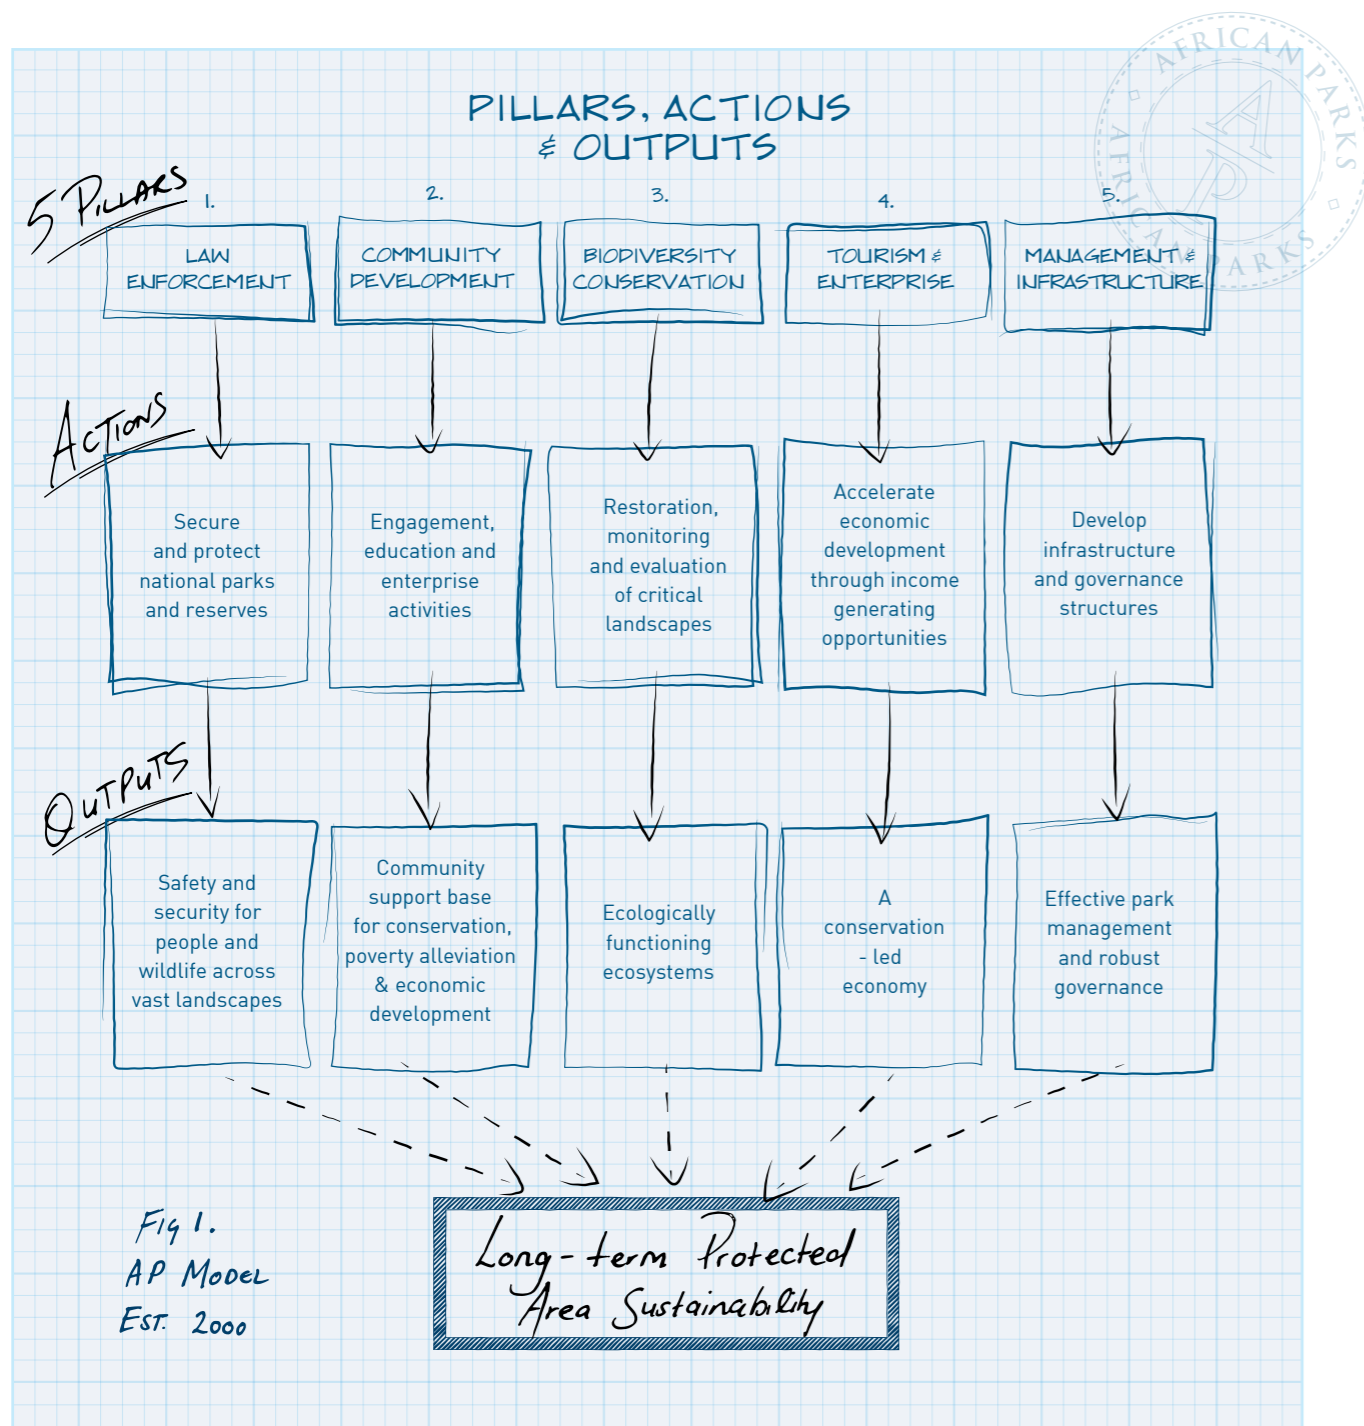 AFRICAN PARKS
AFRICAN PARKS
AP
PILLARS, ACTIONS
& OUTPUTS
5 PILLARS
1.
2.
3.
4.
5.
LAW
ENFORCEMENT
COMMUNITY
DEVELOPMENT
BIODIVERSITY
CONSERVATION
TOURISM &
ENTERPRISE
MANAGEMENT &
INFRASTRUCTURE
ACTIONS
Secure
and protect
national parks
and reserves
Engagement,
education and
enterprise
activities
Restoration,
monitoring
and evaluation
of critical
landscapes
Accelerate
economic
development
through income
generating
opportunities
Develop
infrastructure
and governance
structures
OUTPUTS
Safety and
security for
people and
wildlife across
vast landscapes
Community
support base
for conservation,
poverty alleviation
& economic
development
Ecologically
functioning
ecosystems
A
conservation
- led
economy
Effective park
management
and robust
governance
Long-term Protected
Area Sustainability
Fig 1.
AP MODEL
EST. 2000